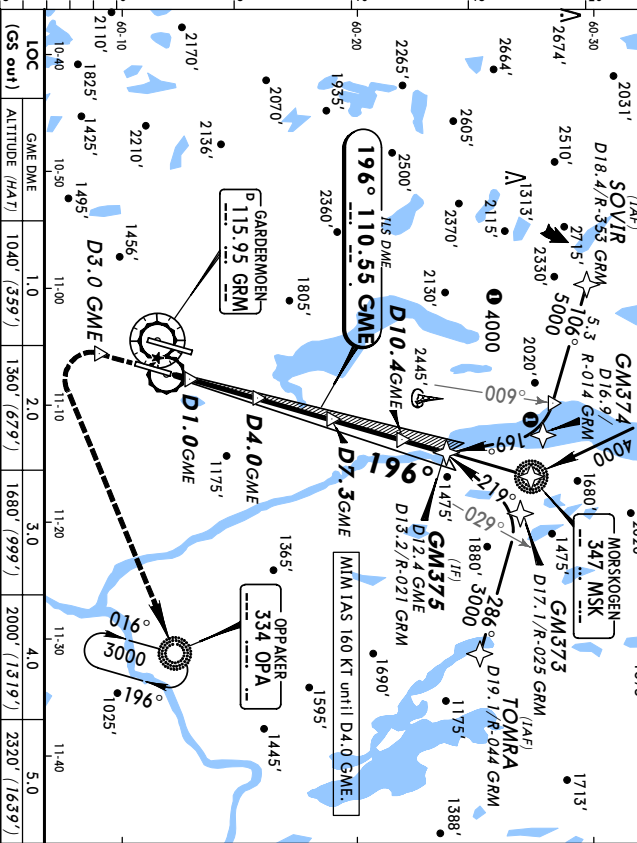 4000
2031'
(IAF)
SOVIR
D18.4/R-353 GRM
GM374
D16.9
R-014 GRM
MORSKOGEN
347 MSK
60-30
2674'
2510'
2715'
2330'
5.3
106°
5000
1680'
1475'
1713'
GM373
D17.1/R-025 GRM
2664'
2605'
1313'
2115'
1 4000
2020'
1
009°
169°
219°
029°
1880'
286°
3000
(IAF)
TOMRA
D19.1/R-044 GRM
2265'
2500'
2370'
2130'
2445'
1475'
(IF)
GM375
D12.4 GME
D13.2/R-021 GRM
1175'
1388'
ILS DME
196° 110.55 GME
D10.4GME
196°
1690'
60-20
1935'
2360'
D7.3GME
MIM IAS 160 KT until D4.0 GME.
2070'
1805'
D4.0GME
1365'
1595'
1445'
D GARDERMOEN
115.95 GRM
OPPAKER
334 OPA
2170'
2136'
2210'
1175'
D1.0GME
60-10
2110'
1825'
1425'
1495'
1456'
D3.0 GME
016°
3000
196°
1025'
10-40
10-50
11-00
11-10
11-20
11-30
11-40
LOC
(GS out)
GME DME 1.0 2.0 3.0 4.0 5.0
ALTITUDE (HAT) 1040' (359') 1360' (679') 1680' (999') 2000' (1319') 2320' (1639')